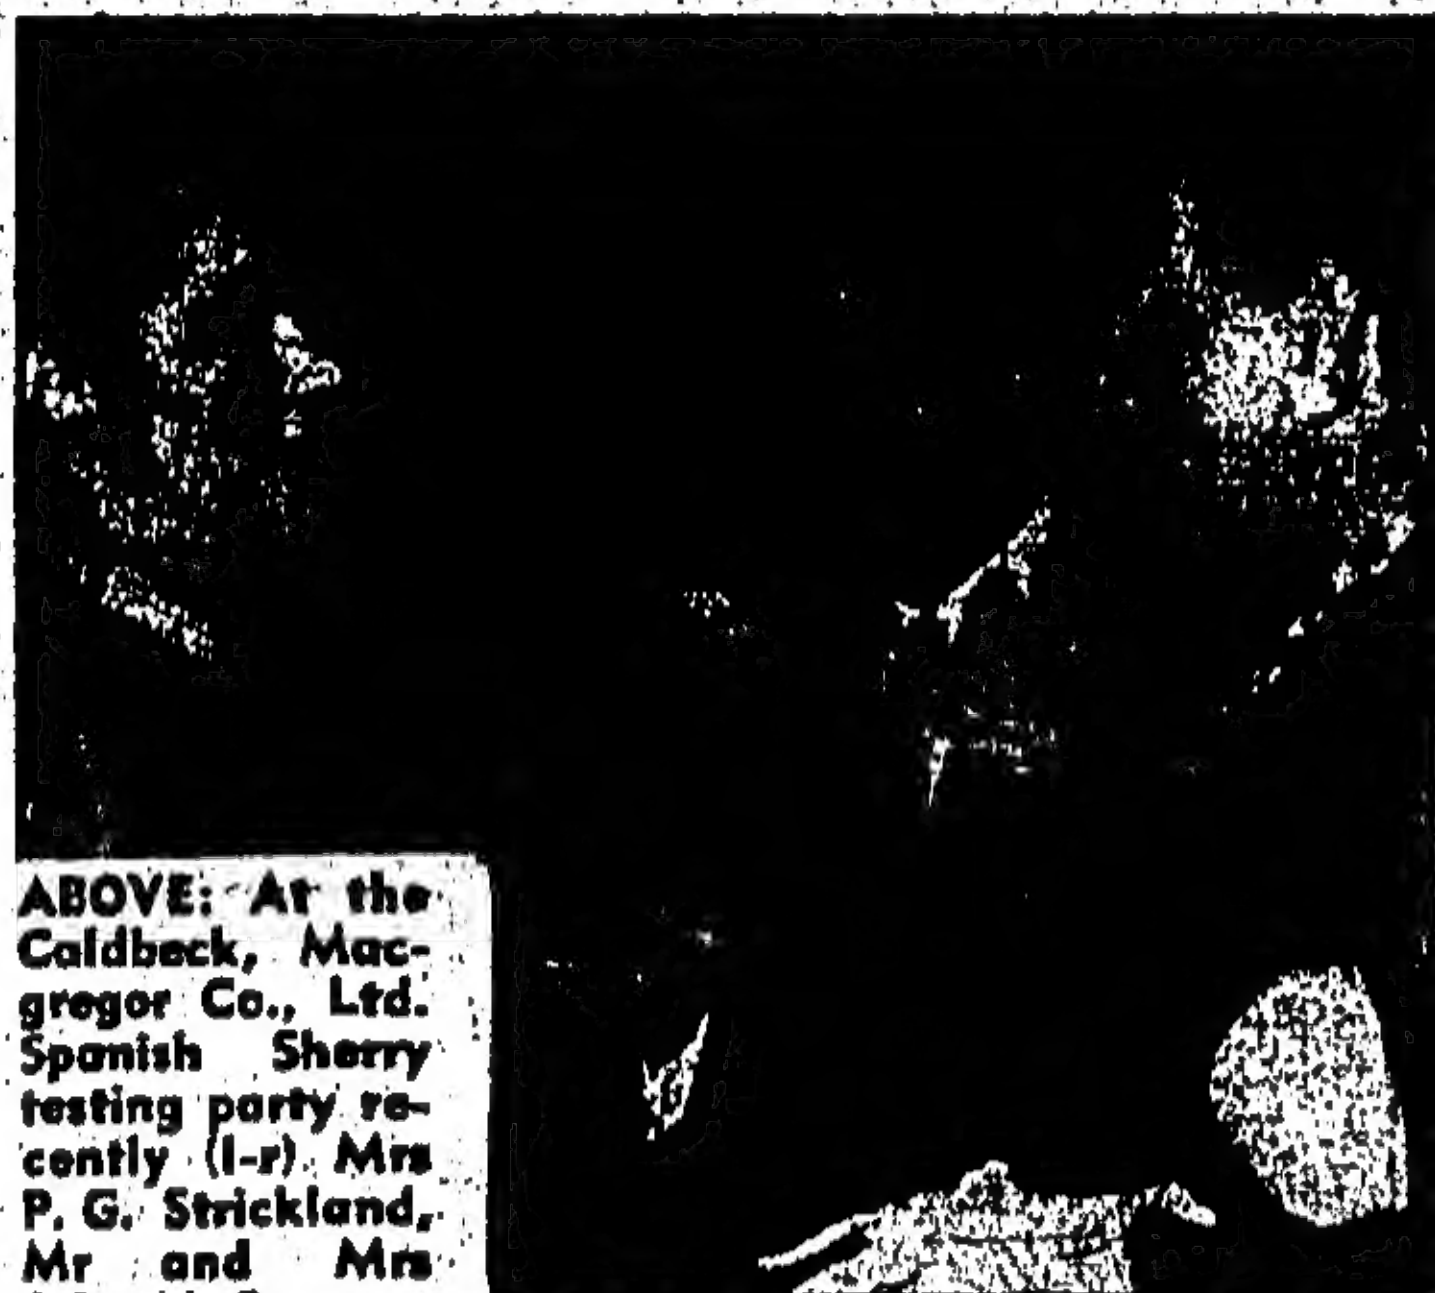 ABOVE: At the
Caldbeck, Mac-
gregor Co., Ltd.
Spanish Sherry
testing party re-
cently (l-r) Mrs
P. G. Strickland,
Mr and Mrs